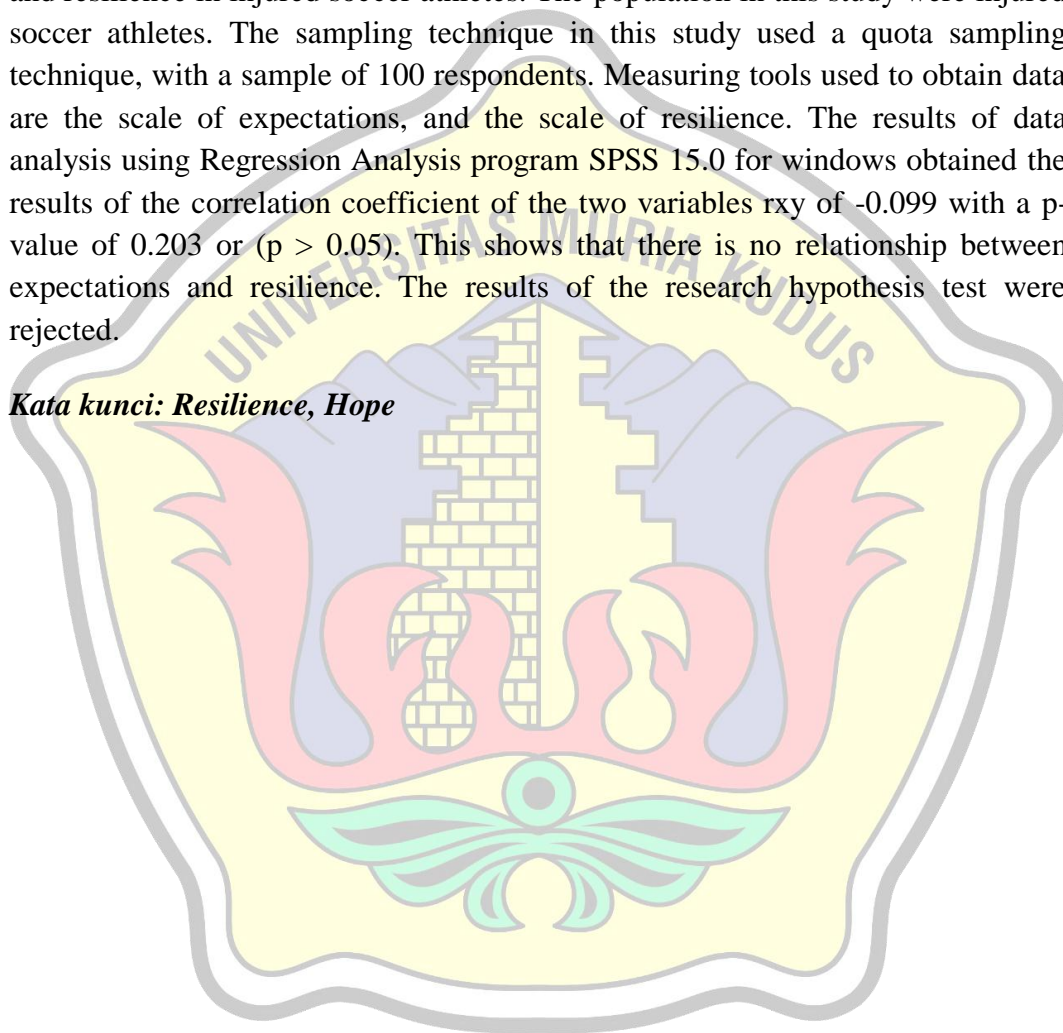 and resilience in injured soccer athletes. The population in this study were injured
soccer athletes. The sampling technique in this study used a quota sampling
technique, with a sample of 100 respondents. Measuring tools used to obtain data
are the scale of expectations, and the scale of resilience. The results of data
analysis using Regression Analysis program SPSS 15.0 for windows obtained the
results of the correlation coefficient of the two variables rxy of -0.099 with a p-
value of 0.203 or (p > 0.05). This shows that there is no relationship between
expectations and resilience. The results of the research hypothesis test were
rejected.
UNIVERSITAS MURIA KUDUS
Kata kunci: Resilience, Hope